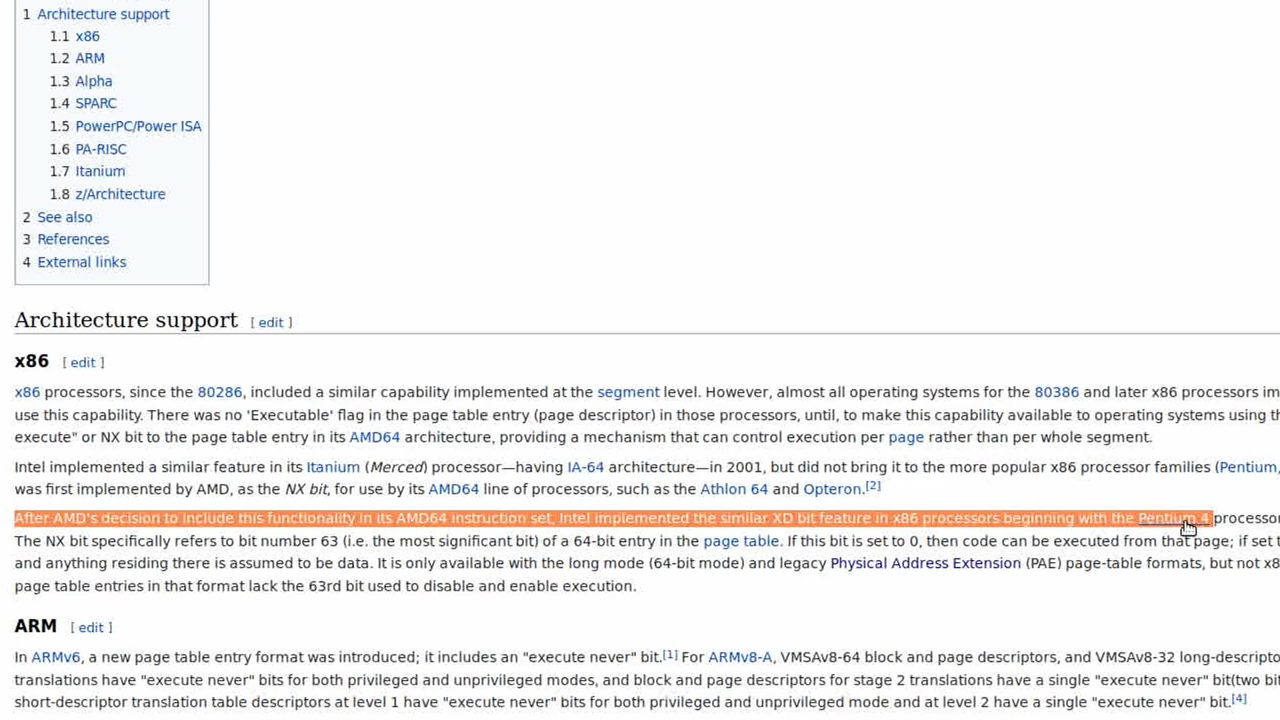 1 Architecture support
1.1 x86
1.2 ARM
1.3 Alpha
1.4 SPARC
1.5 PowerPC/Power ISA
1.6 PA-RISC
1.7 Itanium
1.8 z/Architecture
2 See also
3 References
4 External links
Architecture support [ edit ]
x86 [ edit ]
x86 processors, since the 80286, included a similar capability implemented at the segment level. However, almost all operating systems for the 80386 and later x86 processors im
use this capability. There was no 'Executable' flag in the page table entry (page descriptor) in those processors, until, to make this capability available to operating systems using th
execute" or NX bit to the page table entry in its AMD64 architecture, providing a mechanism that can control execution per page rather than per whole segment.
Intel implemented a similar feature in its Itanium (Merced) processor—having IA-64 architecture—in 2001, but did not bring it to the more popular x86 processor families (Pentium,
was first implemented by AMD, as the NX bit, for use by its AMD64 line of processors, such as the Athlon 64 and Opteron.[2]
After AMD's decision to include this functionality in its AMD64 instruction set, Intel implemented the similar XD bit feature in x86 processors beginning with the Pentium 4 processor
The NX bit specifically refers to bit number 63 (i.e. the most significant bit) of a 64-bit entry in the page table. If this bit is set to 0, then code can be executed from that page; if set t
and anything residing there is assumed to be data. It is only available with the long mode (64-bit mode) and legacy Physical Address Extension (PAE) page-table formats, but not x8
page table entries in that format lack the 63rd bit used to disable and enable execution.
ARM [ edit ]
In ARMv6, a new page table entry format was introduced; it includes an "execute never" bit.[1] For ARMv8-A, VMSAv8-64 block and page descriptors, and VMSAv8-32 long-descripto
translations have "execute never" bits for both privileged and unprivileged modes, and block and page descriptors for stage 2 translations have a single "execute never" bit(two bit
short-descriptor translation table descriptors at level 1 have "execute never" bits for both privileged and unprivileged mode and at level 2 have a single "execute never" bit.[4]